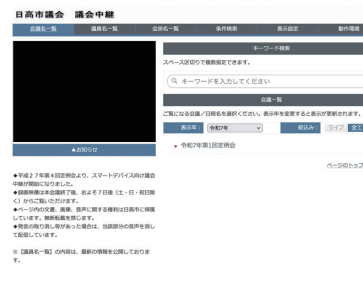 日高市議会　議会中継
会議名一覧　議員名一覧　会派名一覧　条件検索　表示設定　動作環境
キーワード検索
スペース区切りで複数指定できます。
キーワードを入力してください
会議一覧
ご覧になる会議／日程名を選択ください。表示年を変更すると表示が更新されます。
表示年：　令和7年　絞込み：　ライブ　全て
令和7年第1回定例会
ページのトップ
▲お知らせ
◆平成２７年第４回定例会より、スマートデバイス向け議会
中継が開始になりました。
◆録画映像は本会議終了後、およそ７日後（土・日・祝日除
く）からご覧いただけます。
◆ページ内の文書、画像、音声に関する権利は日高市に帰属
しています。無断転載を禁じます。
◆発言の取り消し等があった場合は、当該部分の音声を消し
て配信しています。
※【議員名一覧】の内容は、最新の情報を公開しておりま
す。